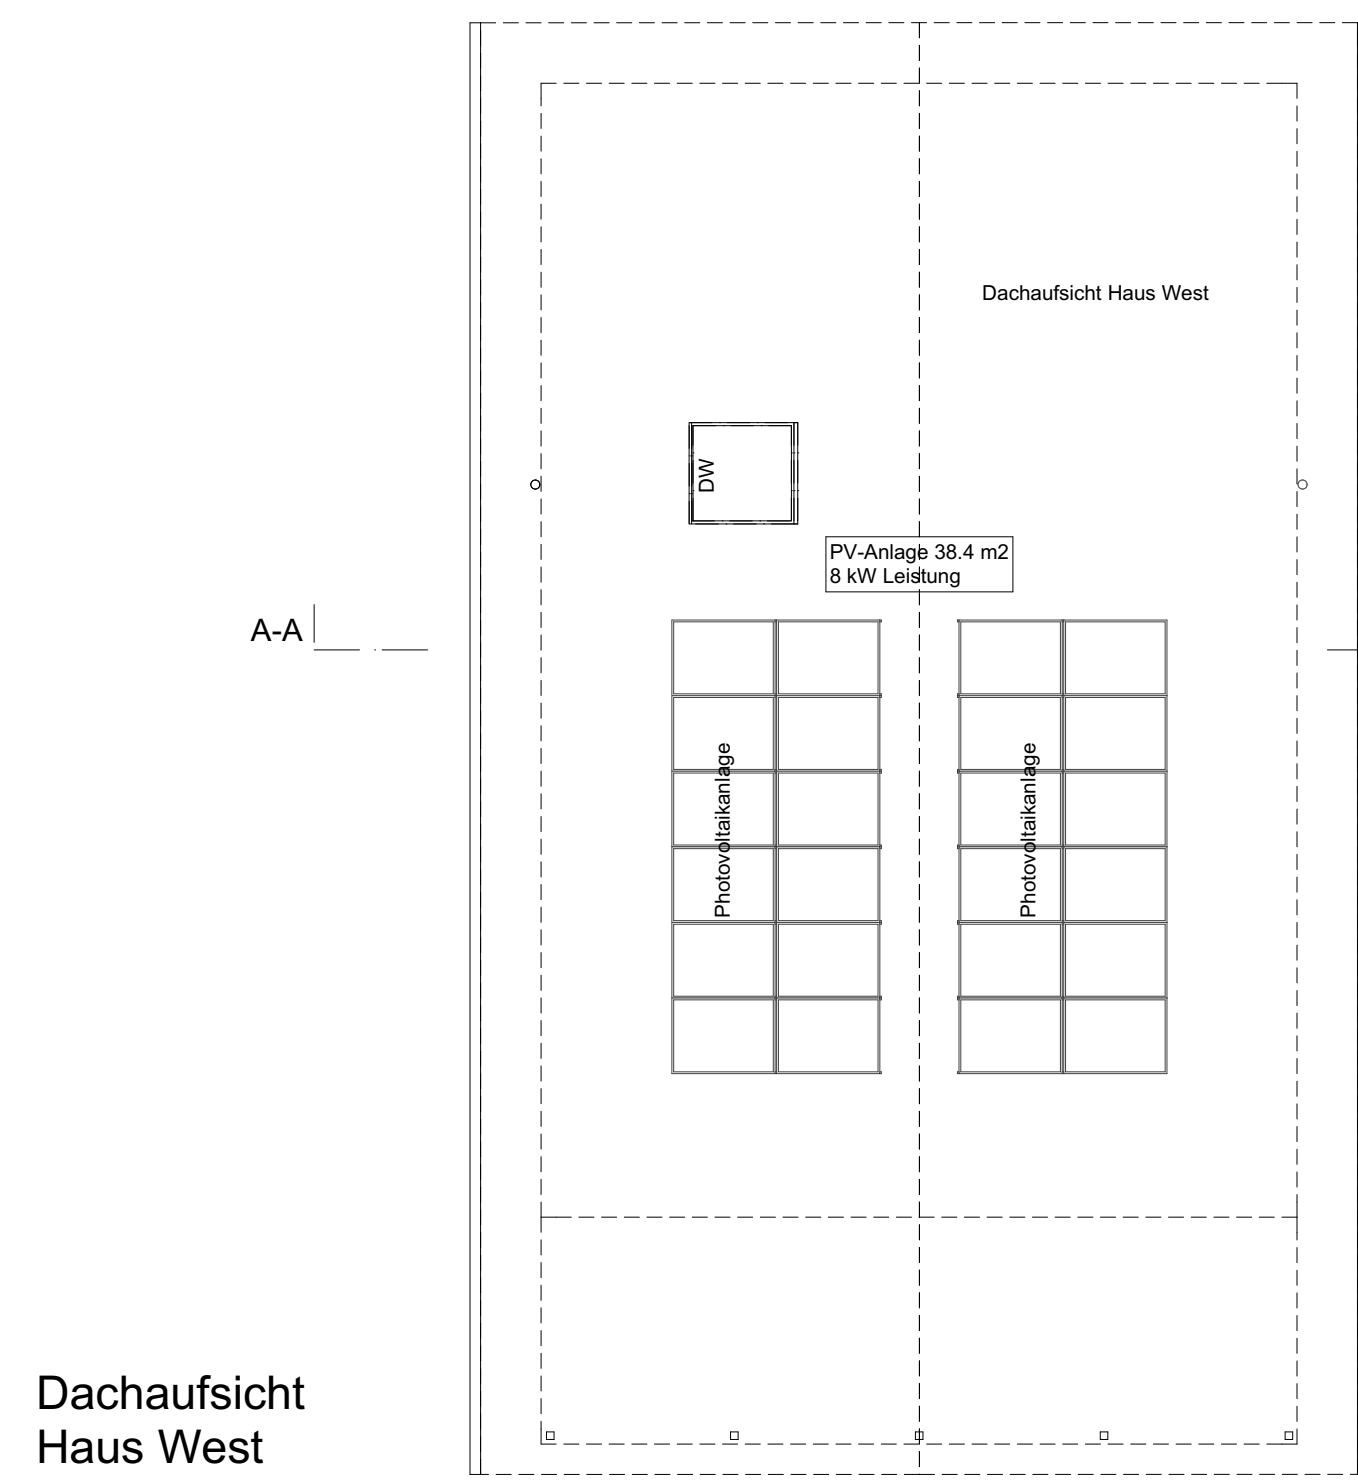 Dachaufsicht Haus West
DW
PV-Anlage 38.4 m2
8 kW Leistung
A-A
Photovoltaikanlage
Photovoltaikanlage
Dachaufsicht
Haus West